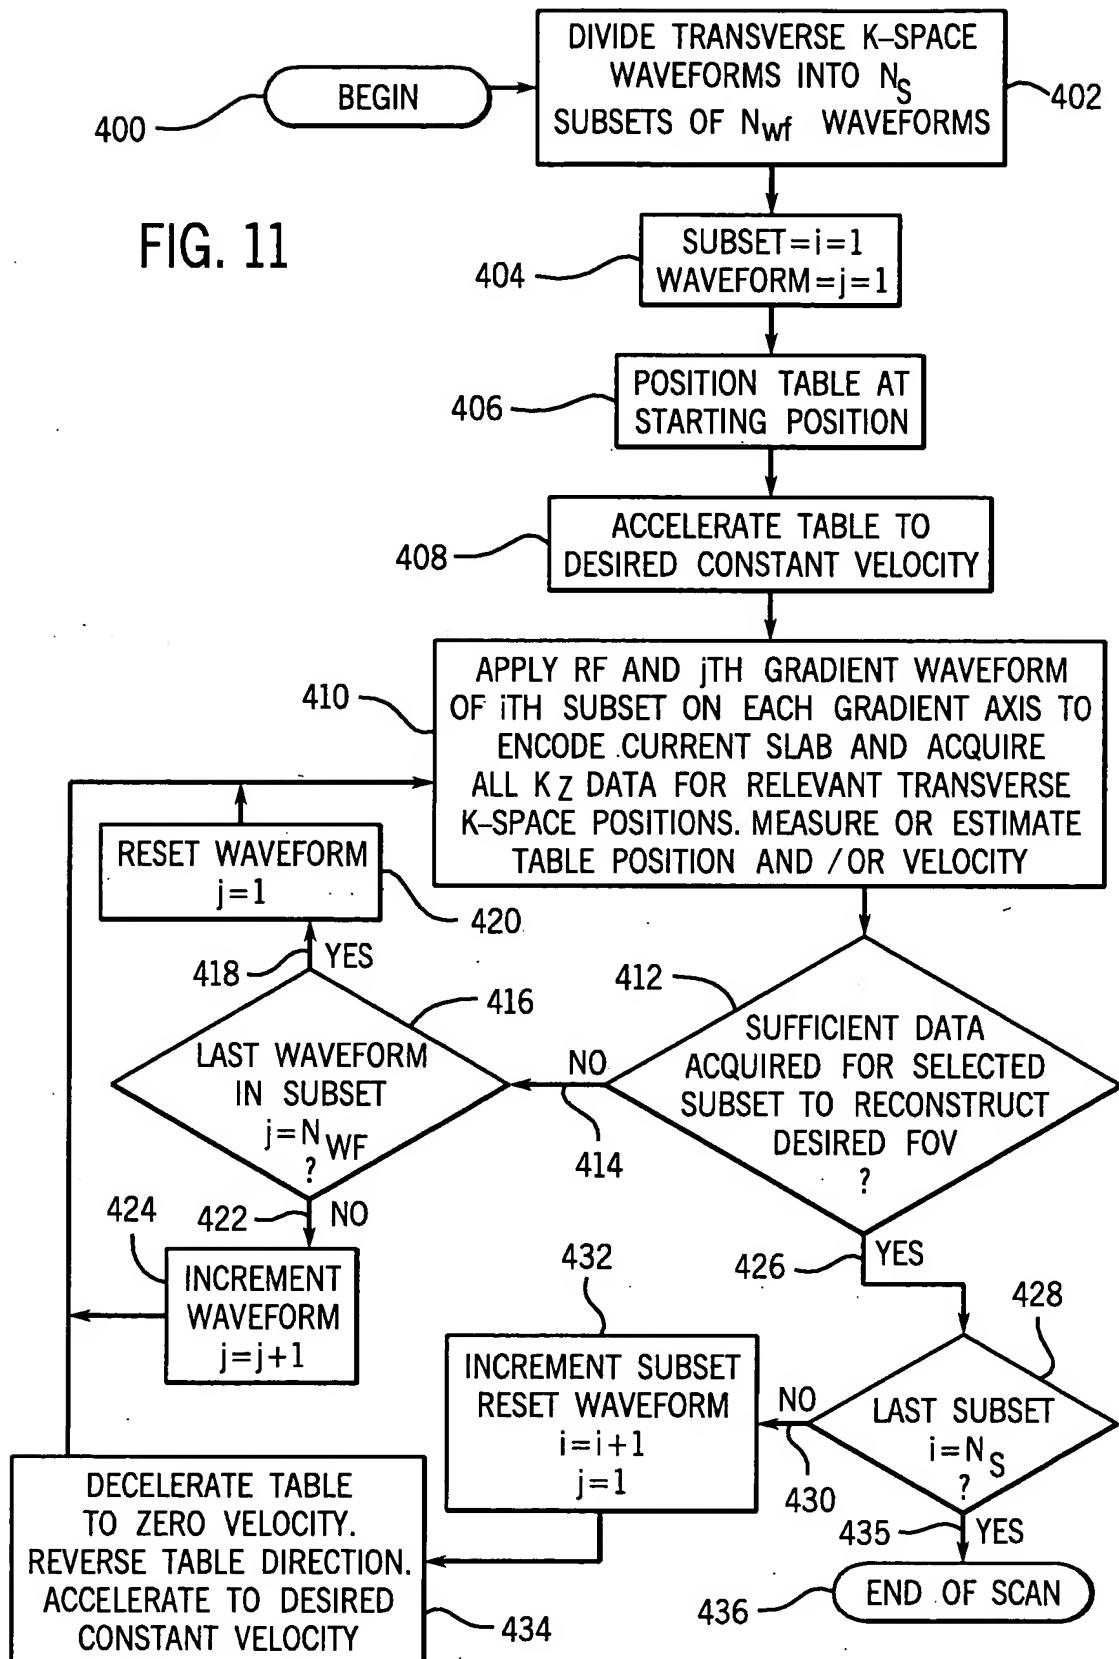 BEGIN
400
DIVIDE TRANSVERSE K-SPACE
WAVEFORMS INTO NS
SUBSETS OF Nwf WAVEFORMS
402
FIG. 11
SUBSET=i=1
WAVEFORM=j=1
404
POSITION TABLE AT
STARTING POSITION
406
ACCELERATE TABLE TO
DESIRED CONSTANT VELOCITY
408
APPLY RF AND jTH GRADIENT WAVEFORM
OF iTH SUBSET ON EACH GRADIENT AXIS TO
ENCODE CURRENT SLAB AND ACQUIRE
ALL KZ DATA FOR RELEVANT TRANSVERSE
K-SPACE POSITIONS. MEASURE OR ESTIMATE
TABLE POSITION AND / OR VELOCITY
410
RESET WAVEFORM
j=1
420
418
YES
416
LAST WAVEFORM
IN SUBSET
j=NWF
?
412
SUFFICIENT DATA
ACQUIRED FOR SELECTED
SUBSET TO RECONSTRUCT
DESIRED FOV
?
NO
414
422
NO
424
INCREMENT
WAVEFORM
j=j+1
426
YES
428
LAST SUBSET
i=NS
?
NO
430
432
INCREMENT SUBSET
RESET WAVEFORM
i=i+1
j=1
435
YES
END OF SCAN
436
DECELERATE TABLE
TO ZERO VELOCITY.
REVERSE TABLE DIRECTION.
ACCELERATE TO DESIRED
CONSTANT VELOCITY
434